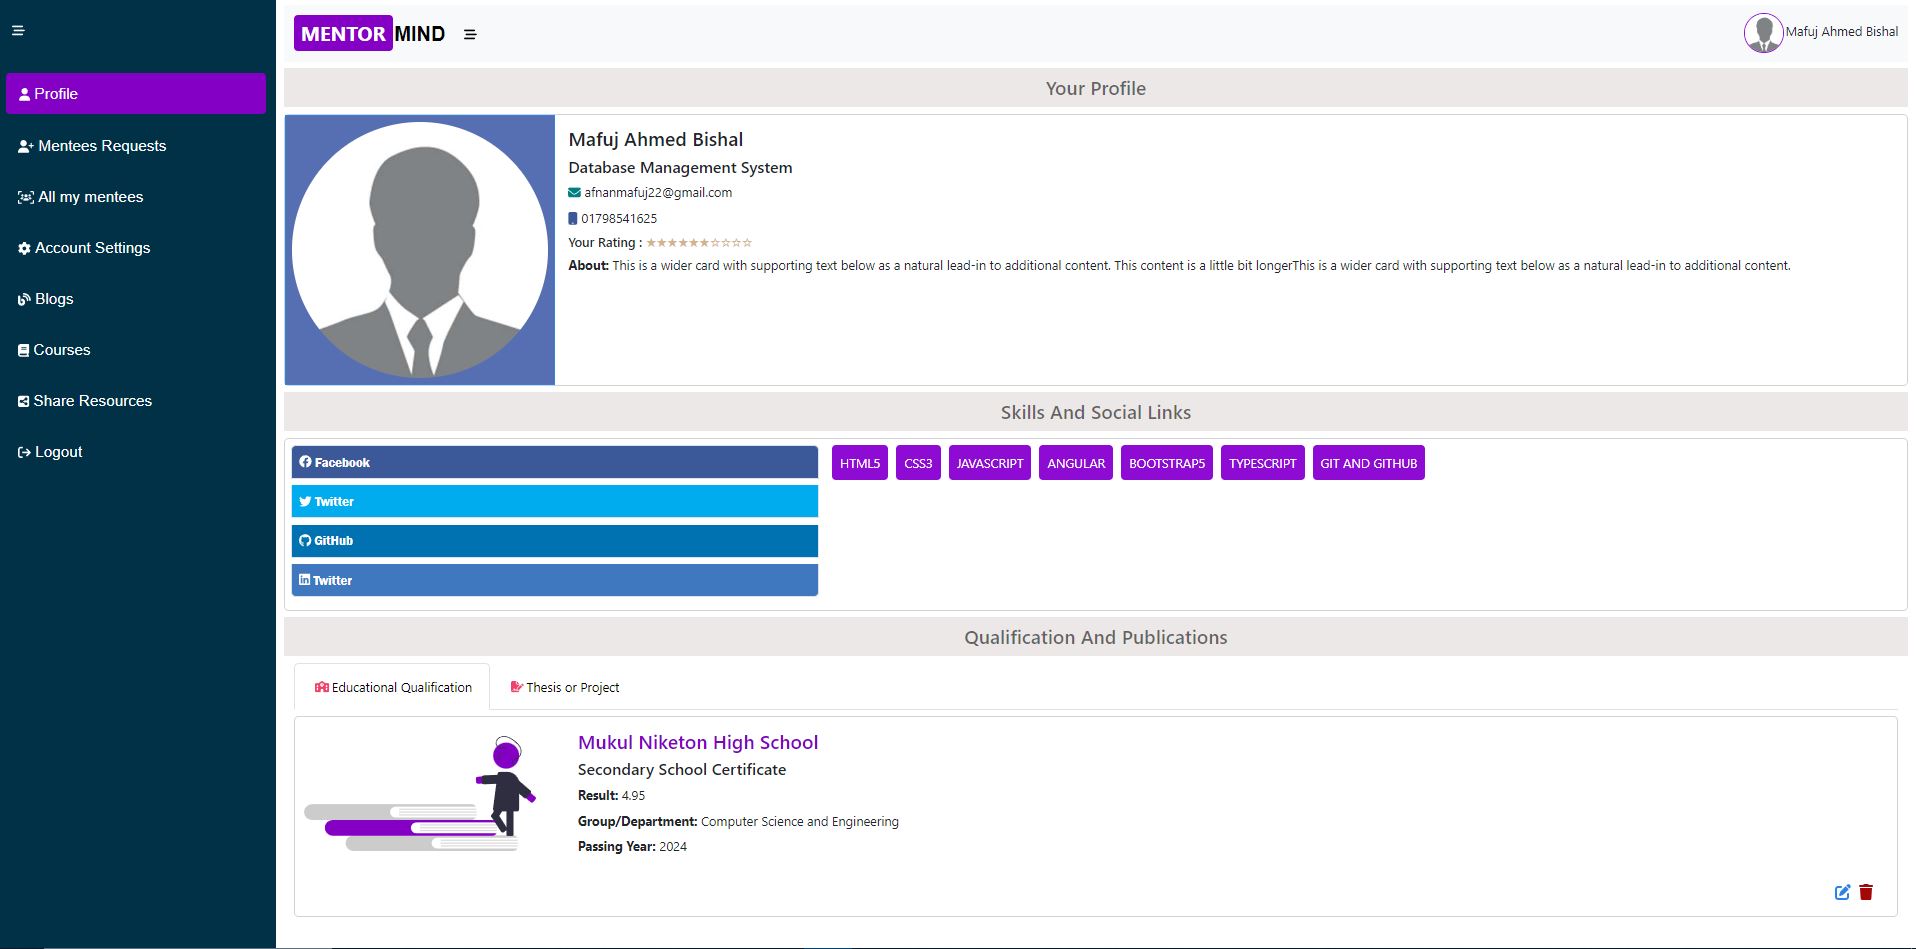 MENTOR MIND
Mafuj Ahmed Bishal
Profile
Mentees Requests
All my mentees
Account Settings
Blogs
Courses
Share Resources
Logout
Your Profile
Mafuj Ahmed Bishal
Database Management System
afnanmafuj22@gmail.com
01798541625
Your Rating : ★★★★★★☆☆☆☆
About: This is a wider card with supporting text below as a natural lead-in to additional content. This content is a little bit longerThis is a wider card with supporting text below as a natural lead-in to additional content.
Skills And Social Links
Facebook
Twitter
GitHub
Twitter
HTML5 CSS3 JAVASCRIPT ANGULAR BOOTSTRAP5 TYPESCRIPT GIT AND GITHUB
Qualification And Publications
Educational Qualification Thesis or Project
Mukul Niketon High School
Secondary School Certificate
Result: 4.95
Group/Department: Computer Science and Engineering
Passing Year: 2024